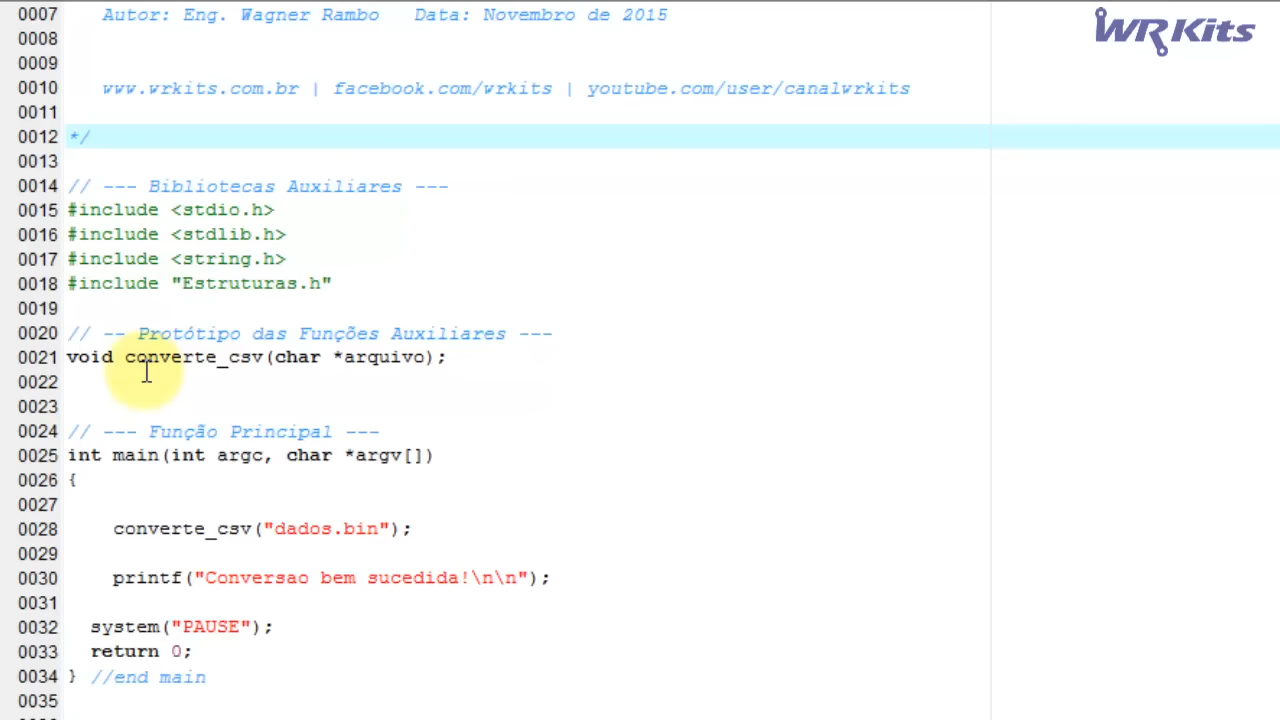 0007 Autor: Eng. Wagner Rambo Data: Novembro de 2015
WR Kits
0008
0009
0010 www.wrkits.com.br | facebook.com/wrkits | youtube.com/user/canalwrkits
0011
0012 */
0013
0014 // --- Bibliotecas Auxiliares ---
0015 #include <stdio.h>
0016 #include <stdlib.h>
0017 #include <string.h>
0018 #include "Estruturas.h"
0019
0020 // -- Protótipo das Funções Auxiliares ---
0021 void converte_csv(char *arquivo);
0022
0023
0024 // --- Função Principal ---
0025 int main(int argc, char *argv[])
0026 {
0027
0028 converte_csv("dados.bin");
0029
0030 printf("Conversao bem sucedida!\n\n");
0031
0032 system("PAUSE");
0033 return 0;
0034 } //end main
0035